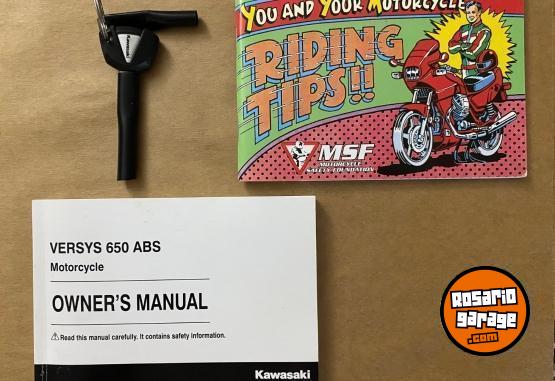 Kawasaki
YOU AND YOUR MOTORCYCLE
RIDING
TIPS!!
MSF
MOTORCYCLE
SAFETY FOUNDATION
VERSYS 650 ABS
Motorcycle
OWNER'S MANUAL
⚠Read this manual carefully. It contains safety information.
Kawasaki
Rosario
garage
.com